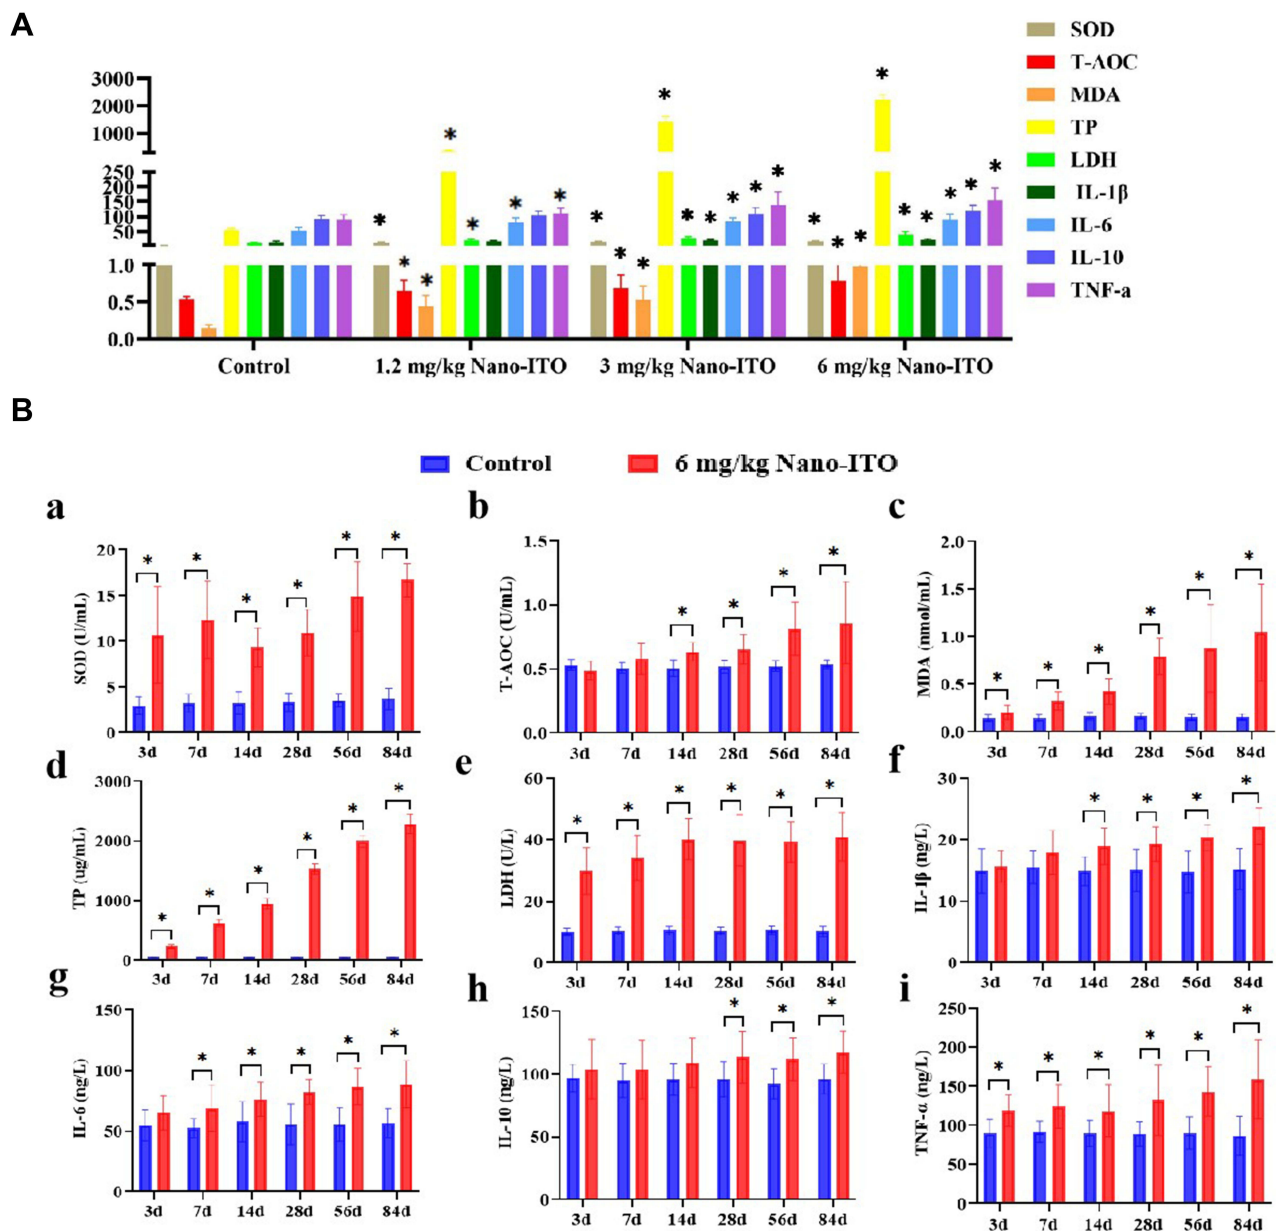 A
SOD
T-AOC
MDA
TP
LDH
IL-1β
IL-6
IL-10
TNF-a
3000
2000
1000
250
200
150
100
50
1.0
0.5
0.0
* * * * * *
* * * * * * * *
* * * * * * * * *
Control 1.2 mg/kg Nano-ITO 3 mg/kg Nano-ITO 6 mg/kg Nano-ITO
B
Control 6 mg/kg Nano-ITO
a
SOD (U/mL)
20
15
10
5
0
* * * * * *
3d 7d 14d 28d 56d 84d
b
T-AOC (U/mL)
1.5
1.0
0.5
0.0
* * * *
3d 7d 14d 28d 56d 84d
c
MDA (nmol/mL)
2.0
1.5
1.0
0.5
0.0
* * * * * *
3d 7d 14d 28d 56d 84d
d
TP (ug/mL)
3000
2000
1000
0
* * * * * *
3d 7d 14d 28d 56d 84d
e
LDH (U/L)
60
40
20
0
* * * * * *
3d 7d 14d 28d 56d 84d
f
IL-1β (ng/L)
30
20
10
0
* * * *
3d 7d 14d 28d 56d 84d
g
IL-6 (ng/L)
150
100
50
0
* * * * *
3d 7d 14d 28d 56d 84d
h
IL-10 (ng/L)
150
100
50
0
* * *
3d 7d 14d 28d 56d 84d
i
TNF-α (ng/L)
250
200
150
100
50
0
* * * * * *
3d 7d 14d 28d 56d 84d